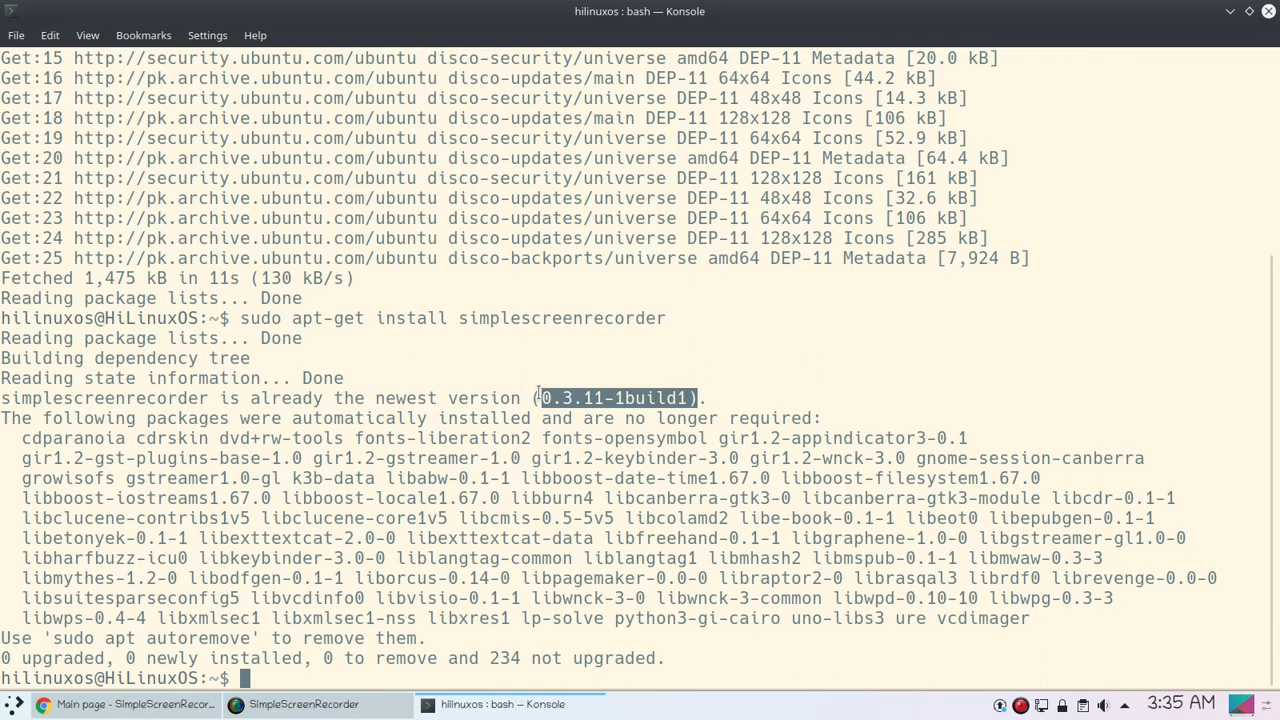 hilinuxos : bash — Konsole
File Edit View Bookmarks Settings Help
Get:15 http://security.ubuntu.com/ubuntu disco-security/universe amd64 DEP-11 Metadata [20.0 kB]
Get:16 http://pk.archive.ubuntu.com/ubuntu disco-updates/main DEP-11 64x64 Icons [44.2 kB]
Get:17 http://security.ubuntu.com/ubuntu disco-security/universe DEP-11 48x48 Icons [14.3 kB]
Get:18 http://pk.archive.ubuntu.com/ubuntu disco-updates/main DEP-11 128x128 Icons [106 kB]
Get:19 http://security.ubuntu.com/ubuntu disco-security/universe DEP-11 64x64 Icons [52.9 kB]
Get:20 http://pk.archive.ubuntu.com/ubuntu disco-updates/universe amd64 DEP-11 Metadata [64.4 kB]
Get:21 http://security.ubuntu.com/ubuntu disco-security/universe DEP-11 128x128 Icons [161 kB]
Get:22 http://pk.archive.ubuntu.com/ubuntu disco-updates/universe DEP-11 48x48 Icons [32.6 kB]
Get:23 http://pk.archive.ubuntu.com/ubuntu disco-updates/universe DEP-11 64x64 Icons [106 kB]
Get:24 http://pk.archive.ubuntu.com/ubuntu disco-updates/universe DEP-11 128x128 Icons [285 kB]
Get:25 http://pk.archive.ubuntu.com/ubuntu disco-backports/universe amd64 DEP-11 Metadata [7,924 B]
Fetched 1,475 kB in 11s (130 kB/s)
Reading package lists... Done
hilinuxos@HiLinuxOS:~$ sudo apt-get install simplescreenrecorder
Reading package lists... Done
Building dependency tree
Reading state information... Done
simplescreenrecorder is already the newest version (0.3.11-1build1).
The following packages were automatically installed and are no longer required:
cdparanoia cdrskin dvd+rw-tools fonts-liberation2 fonts-opensymbol gir1.2-appindicator3-0.1
gir1.2-gst-plugins-base-1.0 gir1.2-gstreamer-1.0 gir1.2-keybinder-3.0 gir1.2-wnck-3.0 gnome-session-canberra
growisofs gstreamer1.0-gl k3b-data libabw-0.1-1 libboost-date-time1.67.0 libboost-filesystem1.67.0
libboost-iostreams1.67.0 libboost-locale1.67.0 libburn4 libcanberra-gtk3-0 libcanberra-gtk3-module libcdr-0.1-1
libclucene-contribs1v5 libclucene-core1v5 libcmis-0.5-5v5 libcolamd2 libe-book-0.1-1 libeot0 libepubgen-0.1-1
libetonyek-0.1-1 libexttextcat-2.0-0 libexttextcat-data libfreehand-0.1-1 libgraphene-1.0-0 libgstreamer-gl1.0-0
libharfbuzz-icu0 libkeybinder-3.0-0 liblangtag-common liblangtag1 libmhash2 libmspub-0.1-1 libmwaw-0.3-3
libmythes-1.2-0 libodfgen-0.1-1 liborcus-0.14-0 libpagemaker-0.0-0 libraptor2-0 librasqal3 librdf0 librevenge-0.0-0
libsuitesparseconfig5 libvcdinfo0 libvisio-0.1-1 libwnck-3-0 libwnck-3-common libwpd-0.10-10 libwpg-0.3-3
libwps-0.4-4 libxmlsec1 libxmlsec1-nss libxres1 lp-solve python3-gi-cairo uno-libs3 ure vcdimager
Use 'sudo apt autoremove' to remove them.
0 upgraded, 0 newly installed, 0 to remove and 234 not upgraded.
hilinuxos@HiLinuxOS:~$
Main page - SimpleScreenRecor... SimpleScreenRecorder hilinuxos : bash — Konsole 3:35 AM